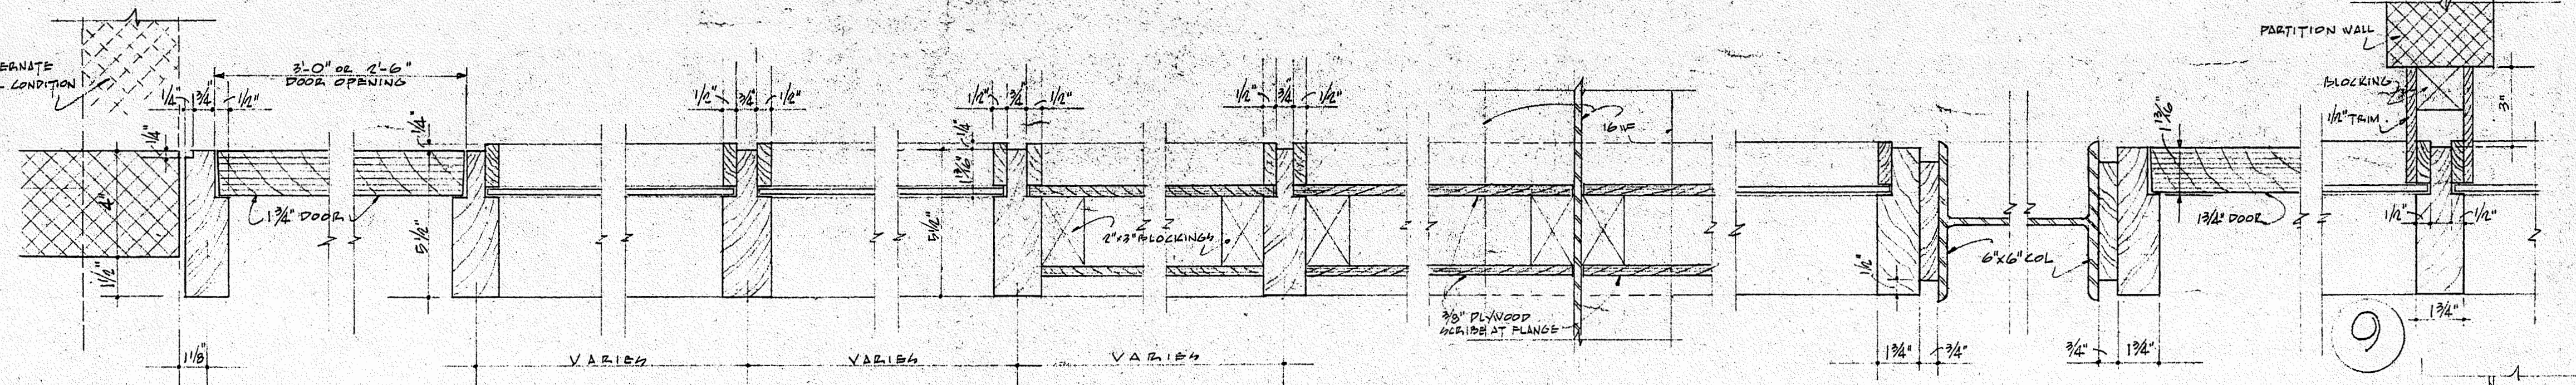 PARTITION WALL
BLOCKING
1/2" TRIM
3"
CONDITION
3'-0" OR 2'-6"
DOOR OPENING
1/4" 3/4" 1/2"
1/4"
1/4"
1/2" 3/4" 1/2"
1/2" 3/4" 1/2"
1/4"
1 3/16"
1/2" 3/4" 1/2"
16 WF
1 13/16"
4"
1 3/4" DOOR
5 1/2"
5 1/2"
2"x3" BLOCKINGS
6"x6" COL
1 3/4" DOOR
1/2" 1/2"
1 1/2"
1/2"
3/8" PLYWOOD
SCRIBE AT FLANGE
1 3/4"
9
1 1/8"
VARIES
VARIES
VARIES
1 3/4" 3/4"
3/4" 1 3/4"